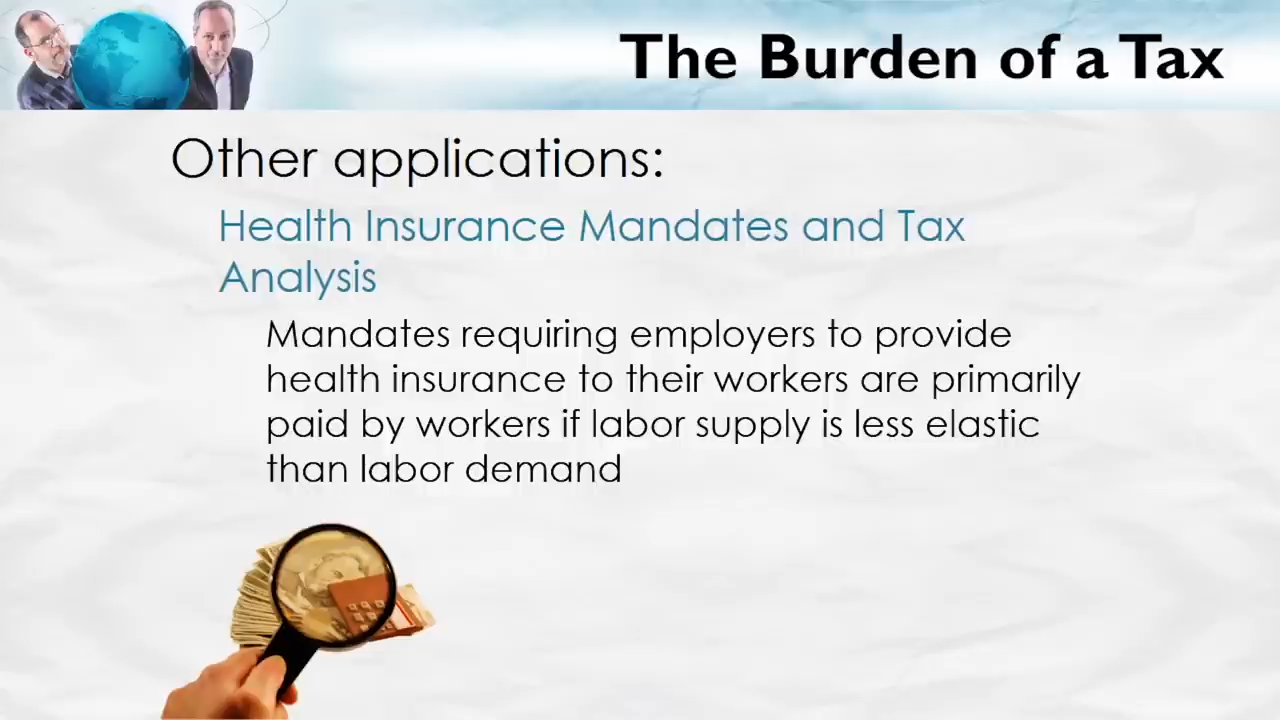 The Burden of a Tax
Other applications:
Health Insurance Mandates and Tax
Analysis
Mandates requiring employers to provide
health insurance to their workers are primarily
paid by workers if labor supply is less elastic
than labor demand